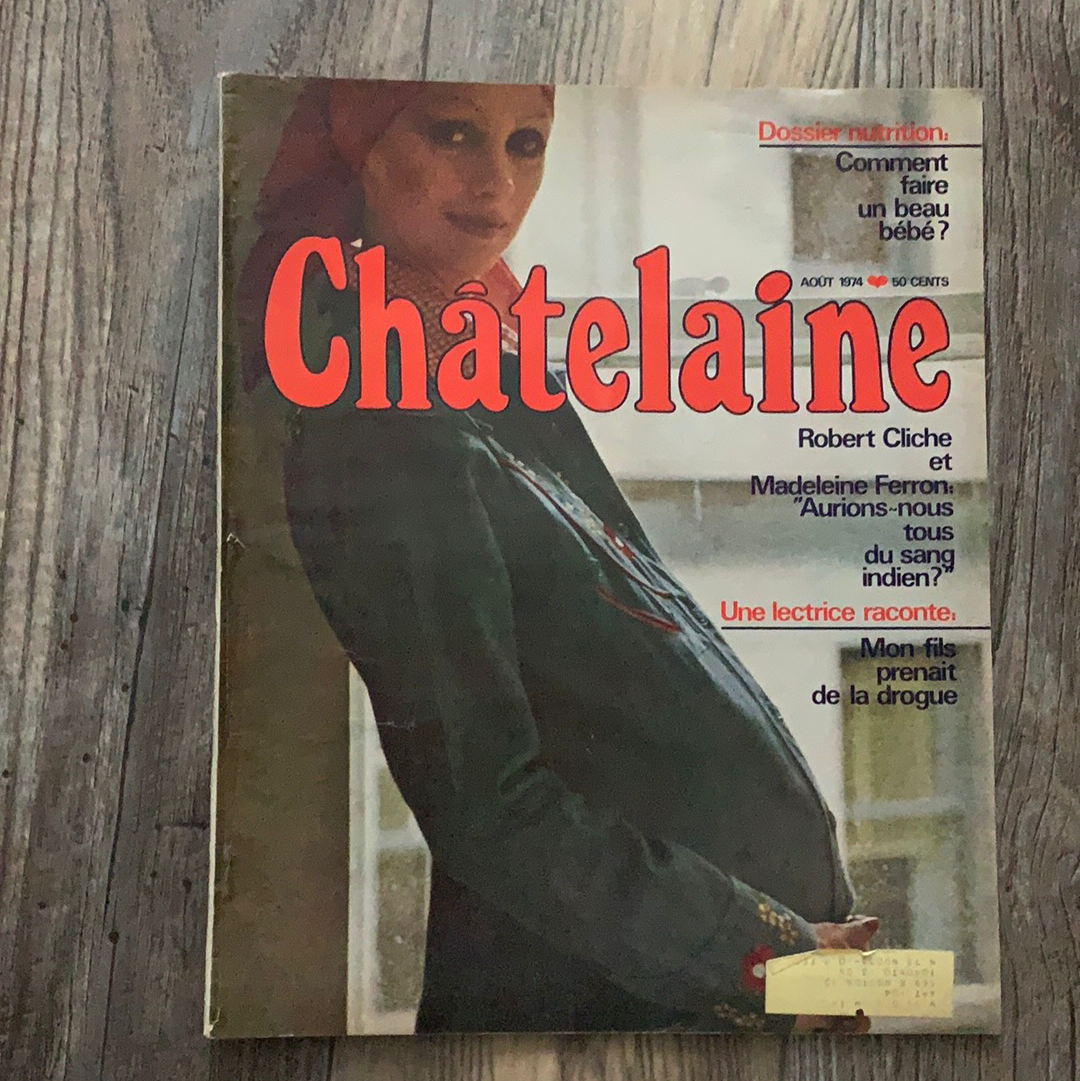 Dossier nutrition:
Comment
faire
un beau
bébé?
AOÛT 1974 50 CENTS
Châtelaine
Robert Cliche
et
Madeleine Ferron:
"Aurions-nous
tous
du sang
indien?"
Une lectrice raconte:
Mon fils
prenait
de la drogue